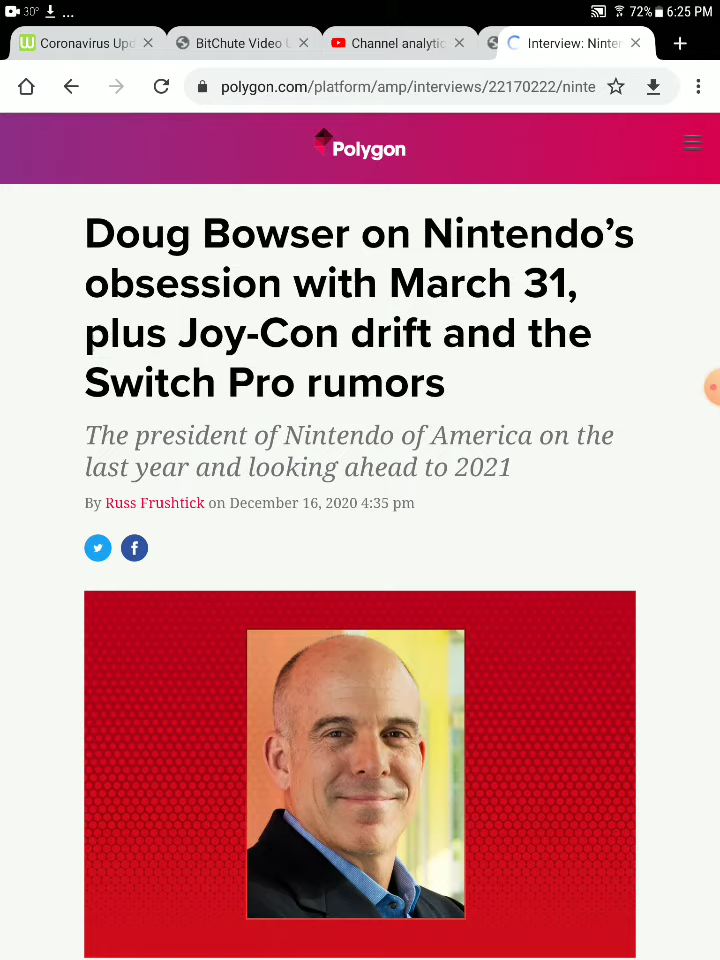 30° ...
72% 6:25 PM
Coronavirus Upd
BitChute Video U
Channel analytic
Interview: Ninter
polygon.com/platform/amp/interviews/22170222/ninte
Polygon
Doug Bowser on Nintendo’s
obsession with March 31,
plus Joy-Con drift and the
Switch Pro rumors
The president of Nintendo of America on the
last year and looking ahead to 2021
By Russ Frushtick on December 16, 2020 4:35 pm